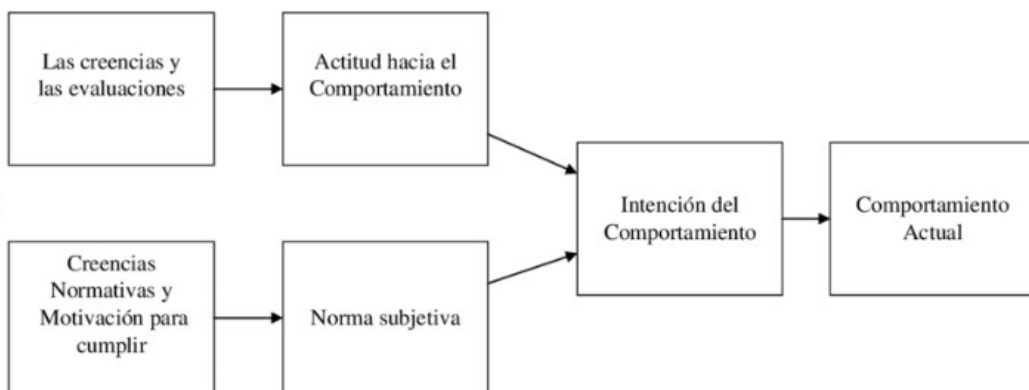 Las creencias y
las evaluaciones
Actitud hacia el
Comportamiento
Creencias
Normativas y
Motivación para
cumplir
Norma subjetiva
Intención del
Comportamiento
Comportamiento
Actual